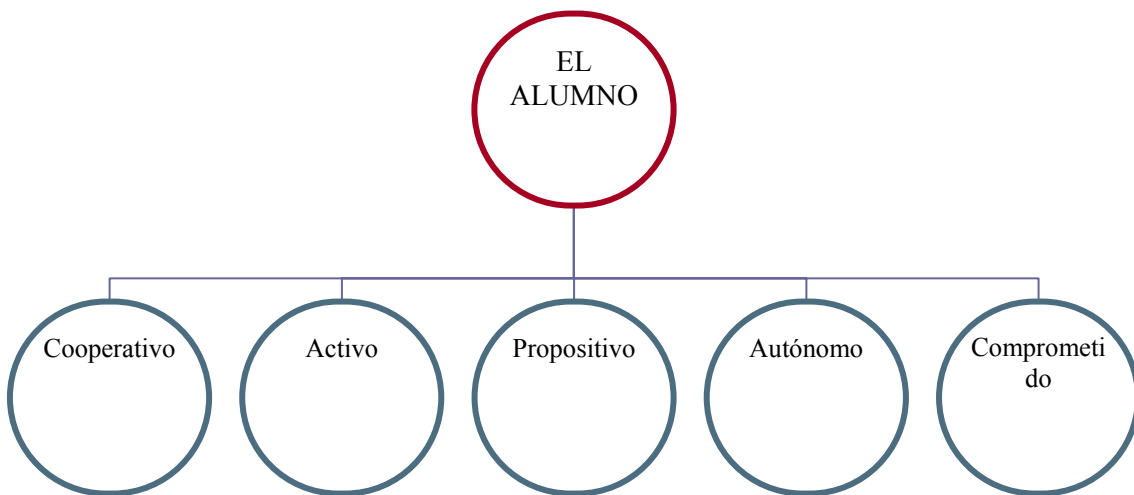 EL
ALUMNO
Cooperativo
Activo
Propositivo
Autónomo
Comprometi
do